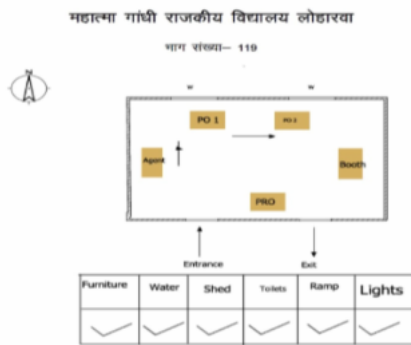 महात्मा गांधी राजकीय विद्यालय लोहारवा
भाग संख्या– 119
N
W W
PO 1 PO 2
Agent Booth
PRO
Entrance Exit
Furniture Water Shed Toilets Ramp Lights